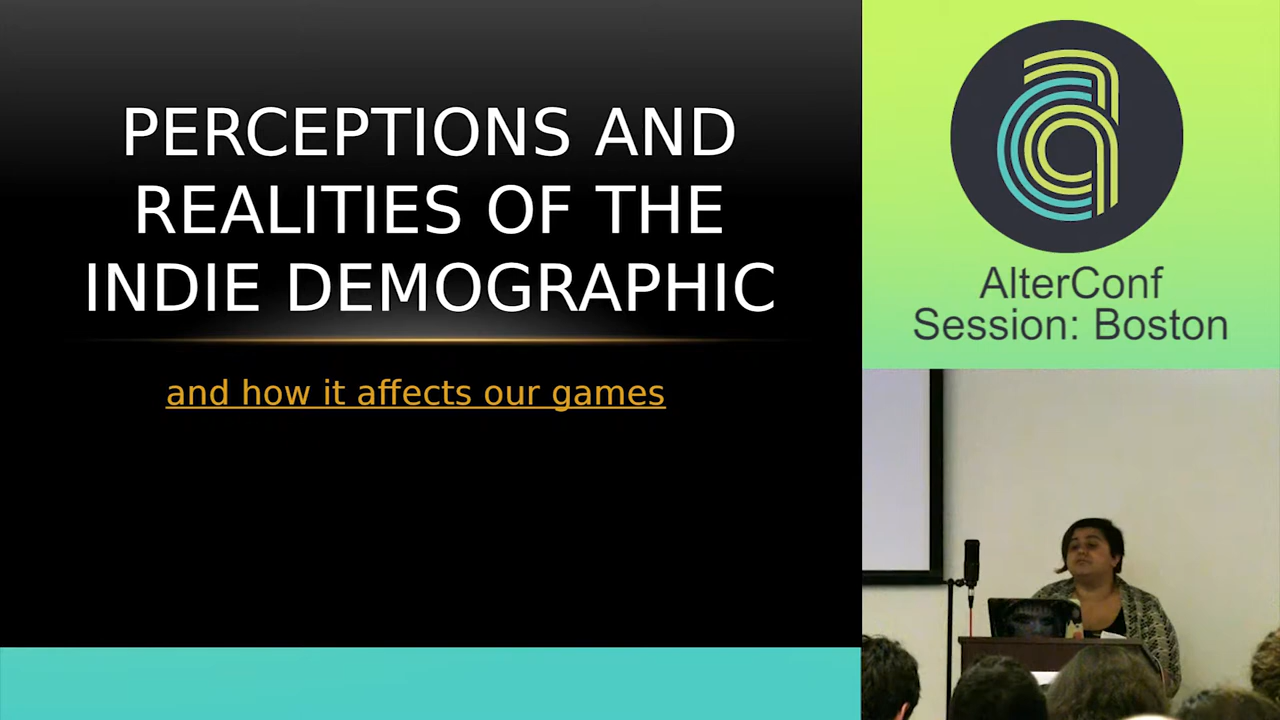 PERCEPTIONS AND
REALITIES OF THE
INDIE DEMOGRAPHIC
and how it affects our games
AlterConf
Session: Boston